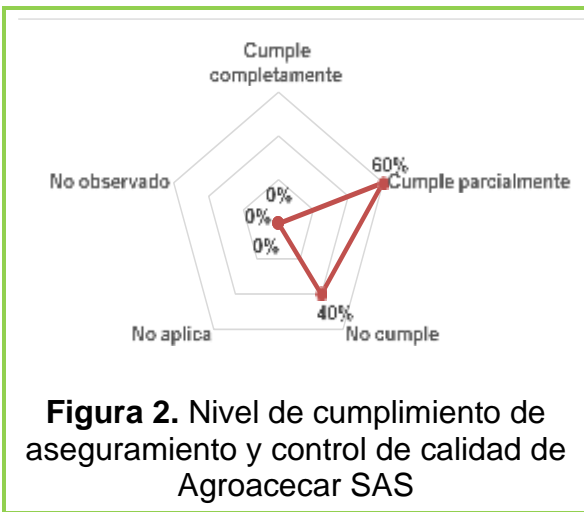 Cumple
completamente
60%
No observado
Cumple parcialmente
0%
0%
0%
40%
No aplica
No cumple
Figura 2. Nivel de cumplimiento de
aseguramiento y control de calidad de
Agroacecar SAS